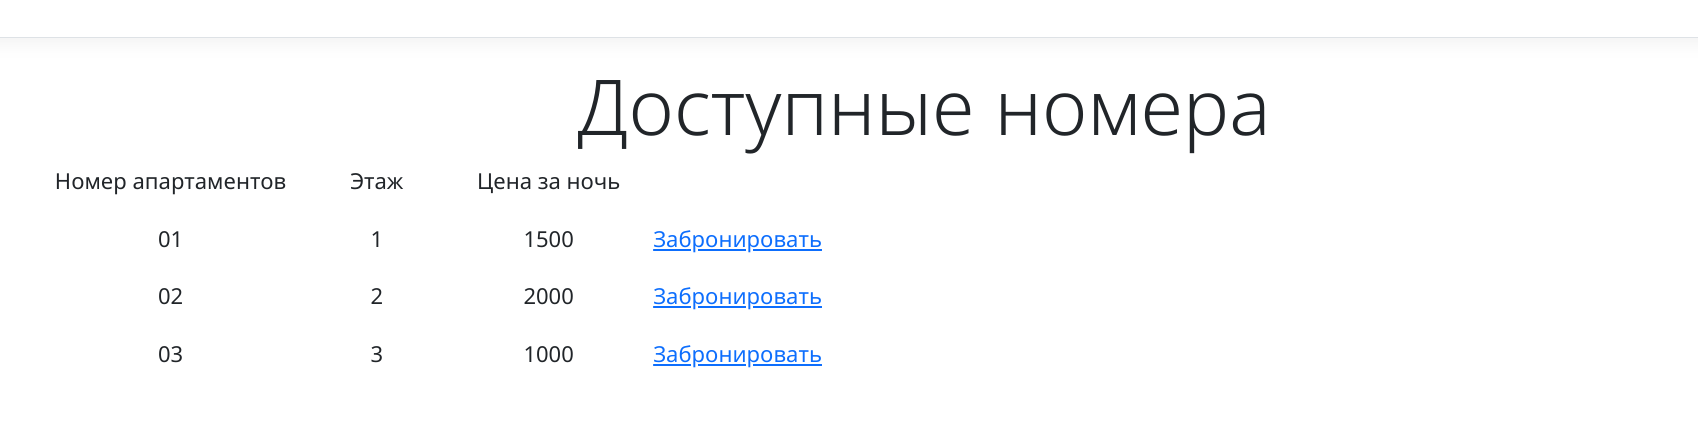 Доступные номера
Номер апартаментов Этаж Цена за ночь
01 1 1500 Забронировать
02 2 2000 Забронировать
03 3 1000 Забронировать